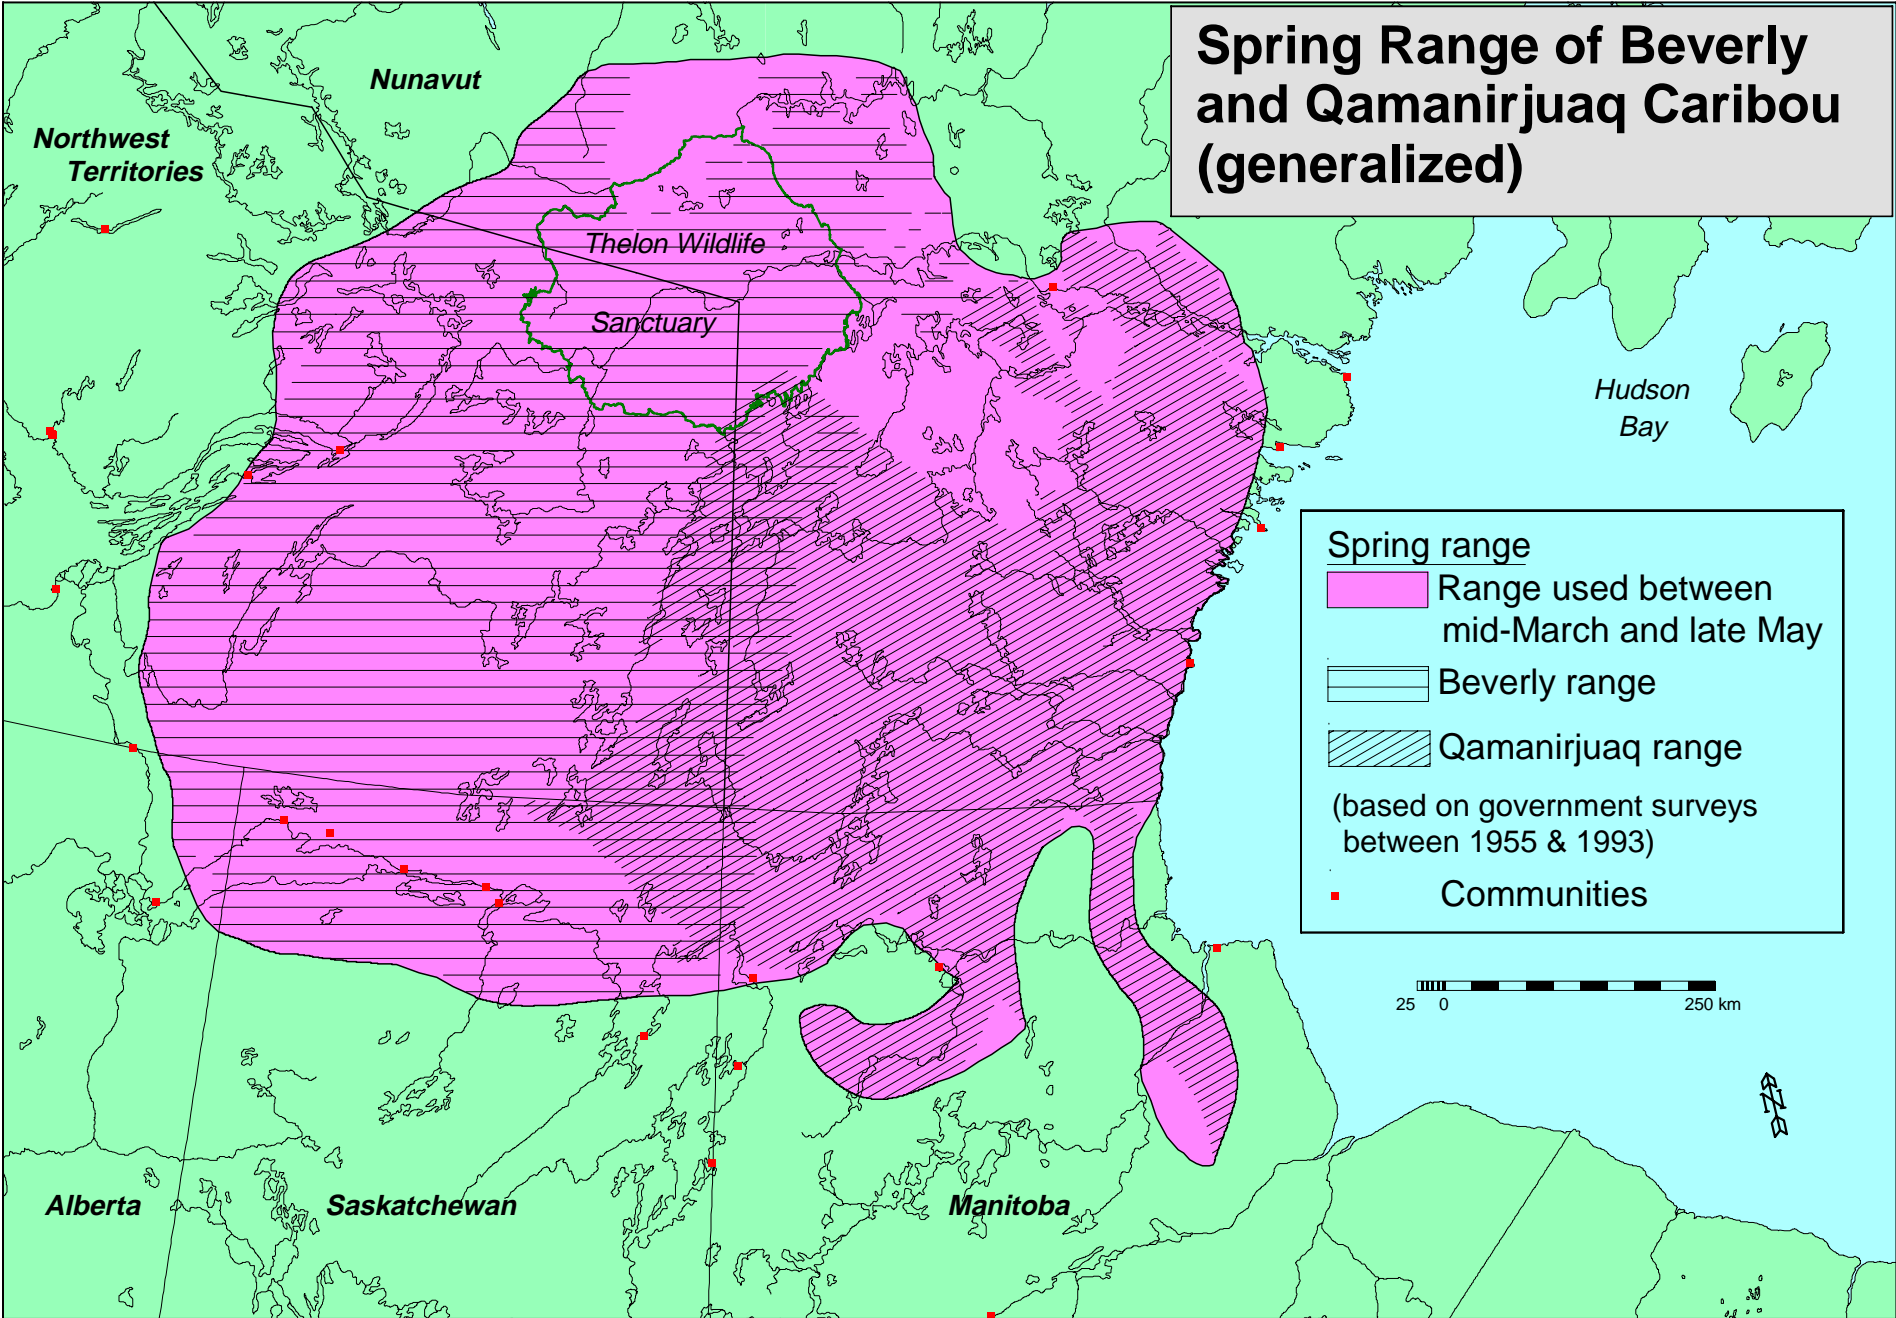 Spring Range of Beverly
and Qamanirjuaq Caribou
(generalized)
Nunavut
Northwest
Territories
Thelon Wildlife
Sanctuary
Hudson
Bay
Spring range
Range used between
mid-March and late May
Beverly range
Qamanirjuaq range
(based on government surveys
between 1955 & 1993)
Communities
25 0 250 km
N
Alberta
Saskatchewan
Manitoba